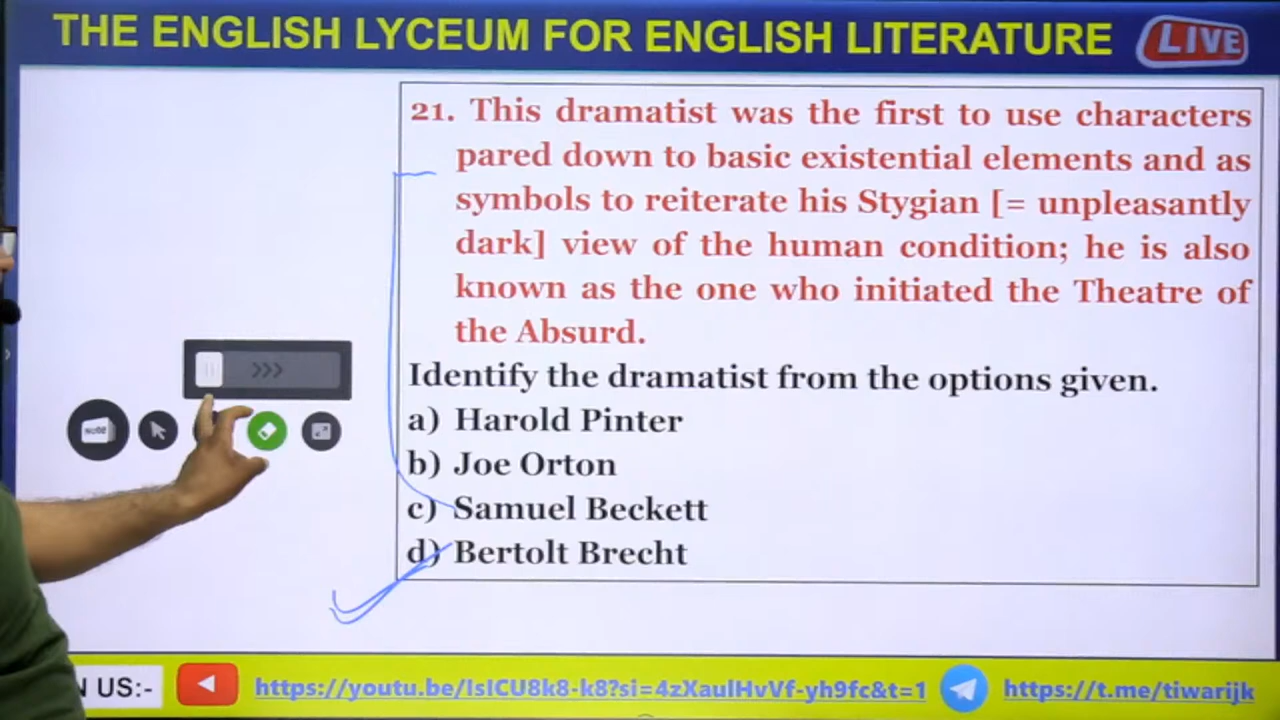 THE ENGLISH LYCEUM FOR ENGLISH LITERATURE
LIVE
21. This dramatist was the first to use characters
pared down to basic existential elements and as
symbols to reiterate his Stygian [= unpleasantly
dark] view of the human condition; he is also
known as the one who initiated the Theatre of
the Absurd.
Identify the dramatist from the options given.
a) Harold Pinter
b) Joe Orton
c) Samuel Beckett
d) Bertolt Brecht
US:-
https://youtu.be/IsICU8k8-k8?si=4zXaulHvVf-yh9fc&t=1
https://t.me/tiwarijk